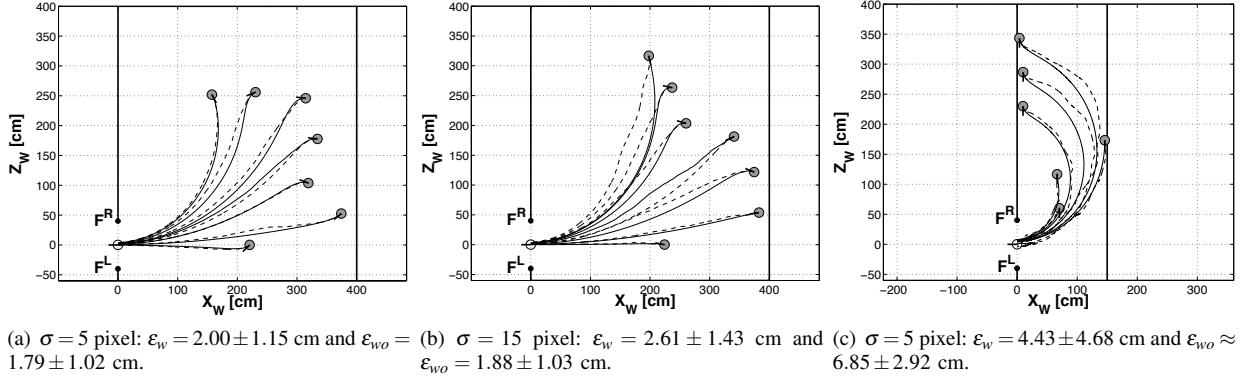 400
350
300
250
200
150
100
50
0
−50
Z_W [cm]
F^R
F^L
0 100 200 300 400
X_W [cm]
400
350
300
250
200
150
100
50
0
−50
Z_W [cm]
F^R
F^L
0 100 200 300 400
X_W [cm]
400
350
300
250
200
150
100
50
0
−50
Z_W [cm]
F^R
F^L
−200 −100 0 100 200 300
X_W [cm]
(a) σ = 5 pixel: ε_w = 2.00 ± 1.15 cm and ε_wo =
1.79 ± 1.02 cm.
(b) σ = 15 pixel: ε_w = 2.61 ± 1.43 cm and
ε_wo = 1.88 ± 1.03 cm.
(c) σ = 5 pixel: ε_w = 4.43 ± 4.68 cm and ε_wo ≈
6.85 ± 2.92 cm.